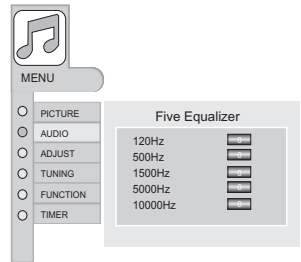 MENU
PICTURE
AUDIO
ADJUST
TUNING
FUNCTION
TIMER
Five Equalizer
120Hz
500Hz
1500Hz
5000Hz
10000Hz